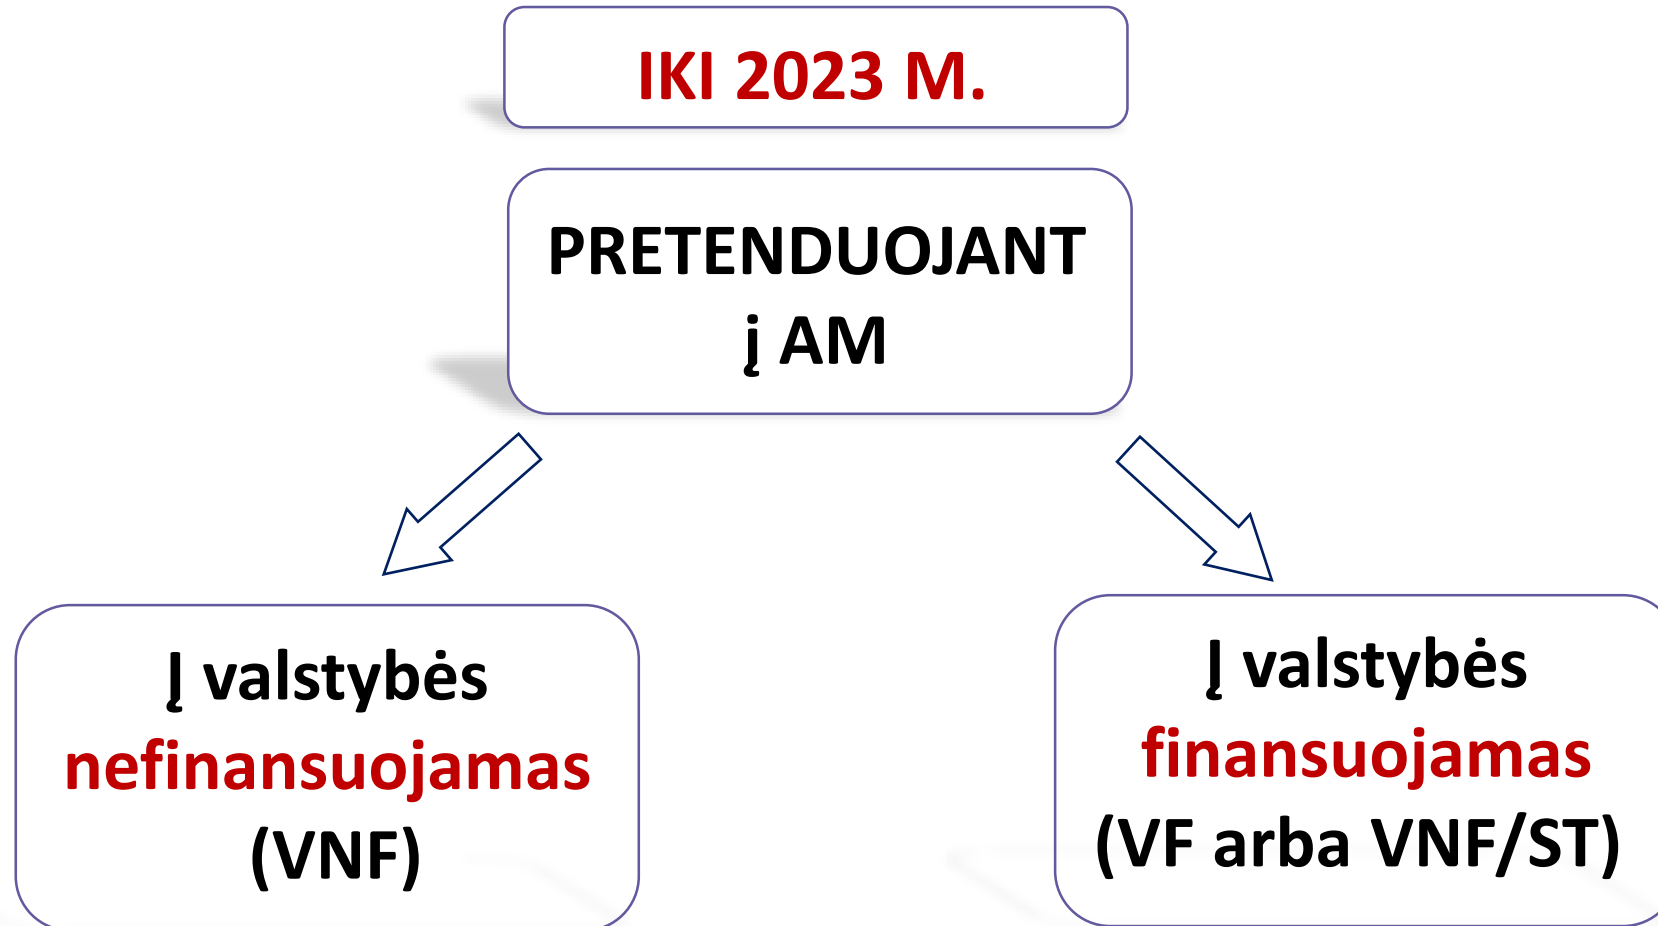 IKI 2023 M.
PRETENDUOJANT
į AM
Į valstybės
nefinansuojamas
(VNF)
Į valstybės
finansuojamas
(VF arba VNF/ST)